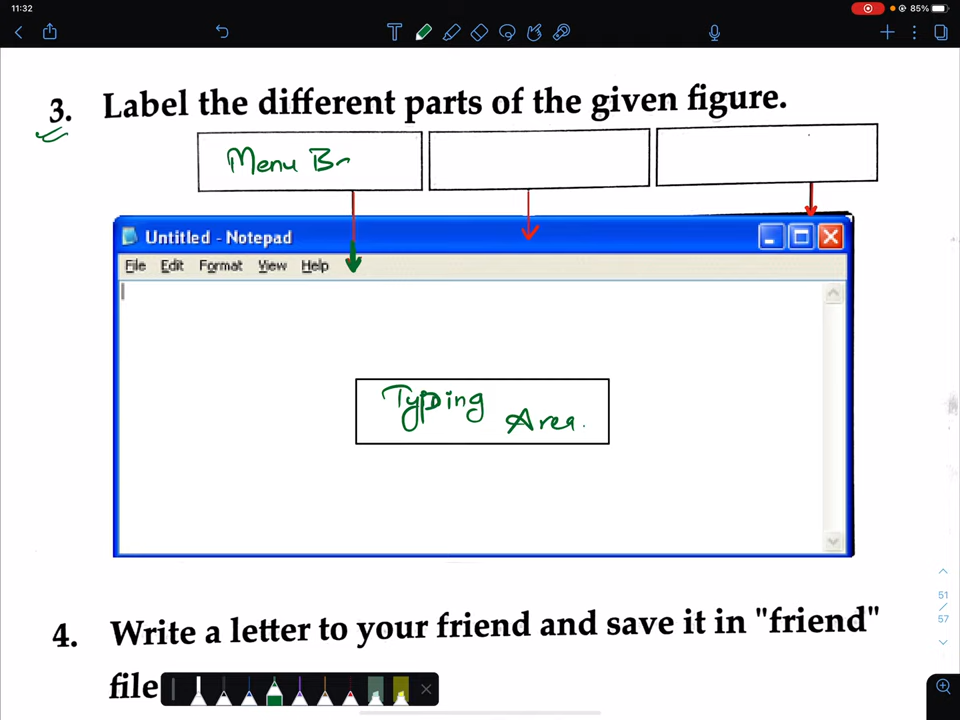 11:32
85%
T
3. Label the different parts of the given figure.
Menu Br
Untitled - Notepad
File Edit Format View Help
Typing
Area.
51
/
57
4. Write a letter to your friend and save it in "friend"
file